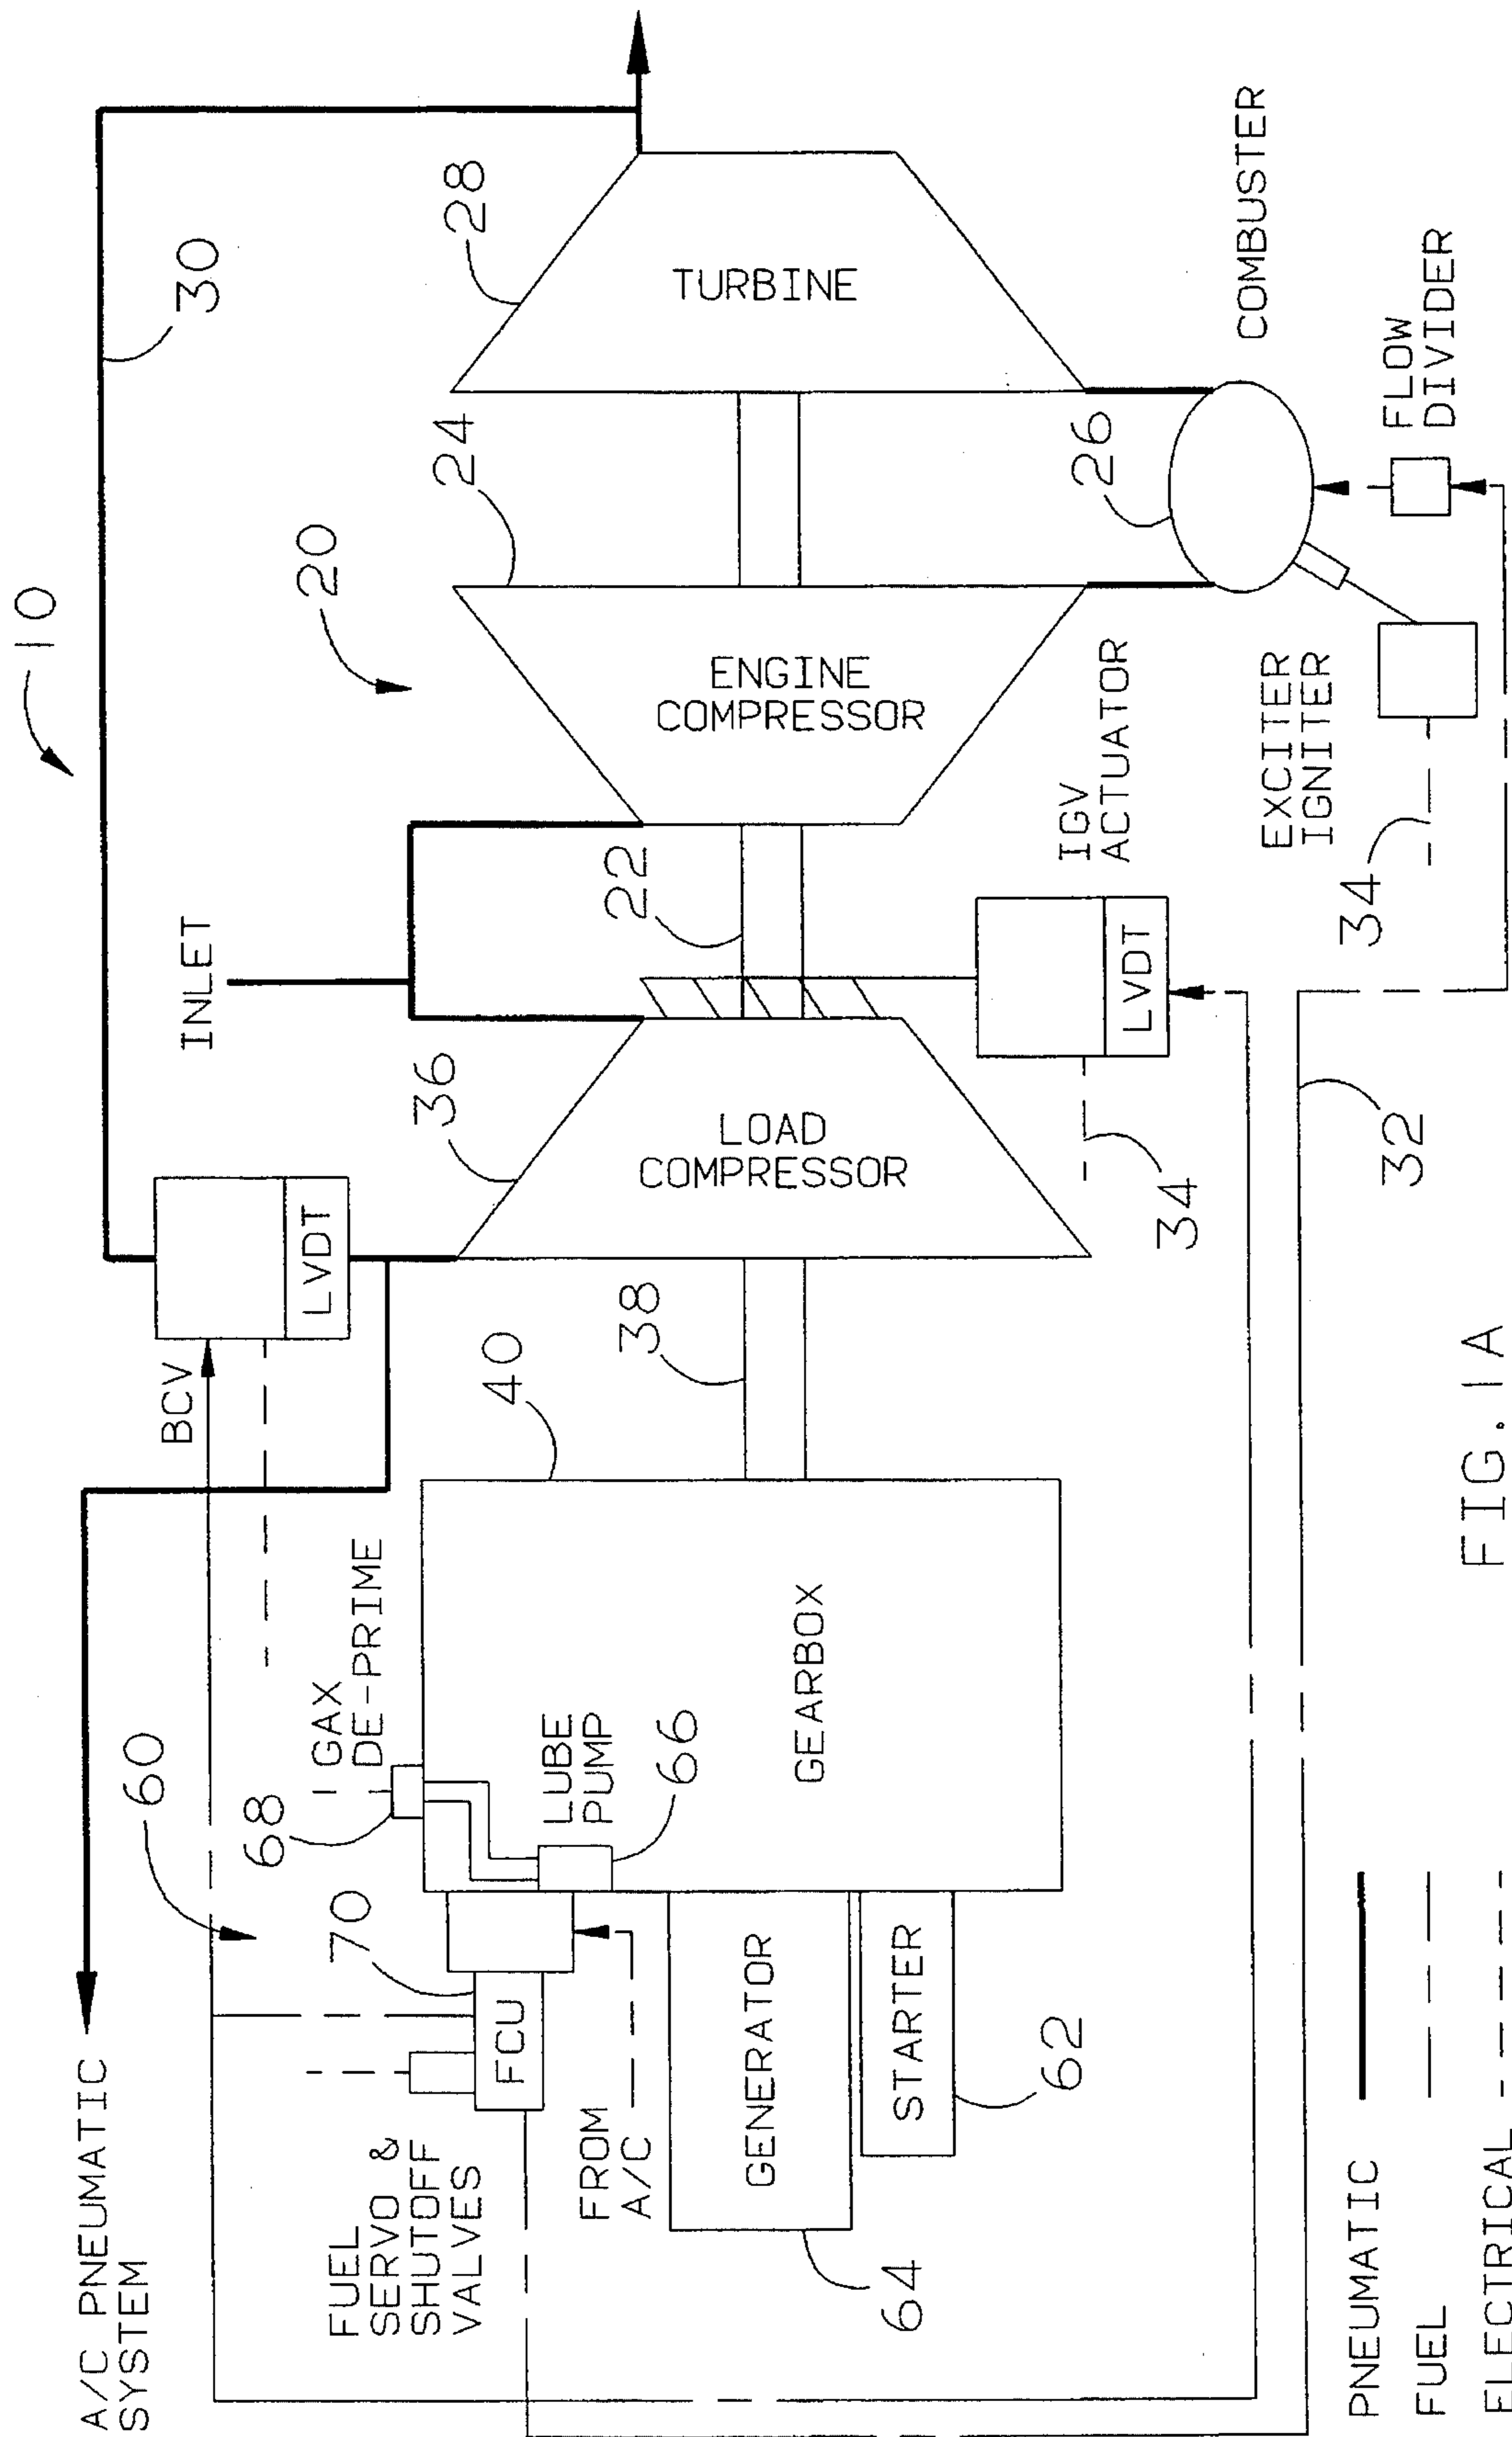 10
A/C PNEUMATIC
SYSTEM
60
BCV
LVDT
INLET
30
20
68
GAX
DE-PRIME
70
FUEL
SERVO &
SHUTOFF
VALVES
FCU
LUBE
PUMP
66
40
36
24
28
FROM
A/C
GENERATOR
64
STARTER
62
GEARBOX
38
LOAD
COMPRESSOR
22
ENGINE
COMPRESSOR
TURBINE
34
LVDT
IGV
ACTUATOR
26
COMBUSTER
EXCITER
IGNITER
34
FLOW
DIVIDER
32
PNEUMATIC
FUEL
ELECTRICAL
FIG. 1A